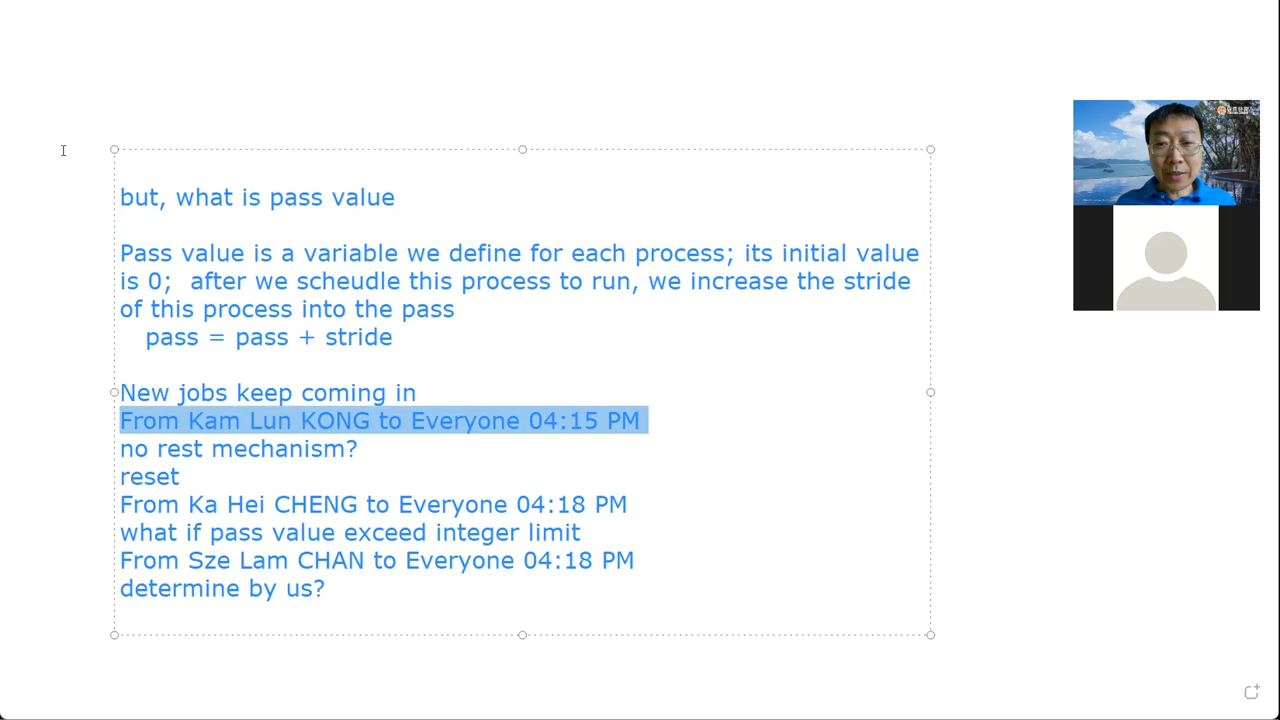 but, what is pass value
Pass value is a variable we define for each process; its initial value
is 0;  after we scheudle this process to run, we increase the stride
of this process into the pass
pass = pass + stride
New jobs keep coming in
From Kam Lun KONG to Everyone 04:15 PM
no rest mechanism?
reset
From Ka Hei CHENG to Everyone 04:18 PM
what if pass value exceed integer limit
From Sze Lam CHAN to Everyone 04:18 PM
determine by us?